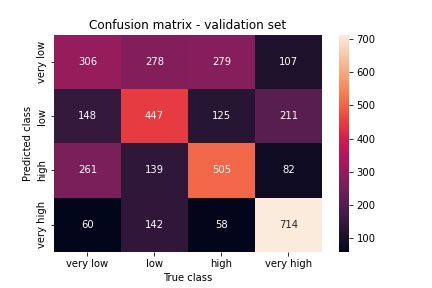 Confusion matrix - validation set
Predicted class
very low
306 278 279 107
low
148 447 125 211
high
261 139 505 82
very high
60 142 58 714
very low low high very high
True class
700
600
500
400
300
200
100